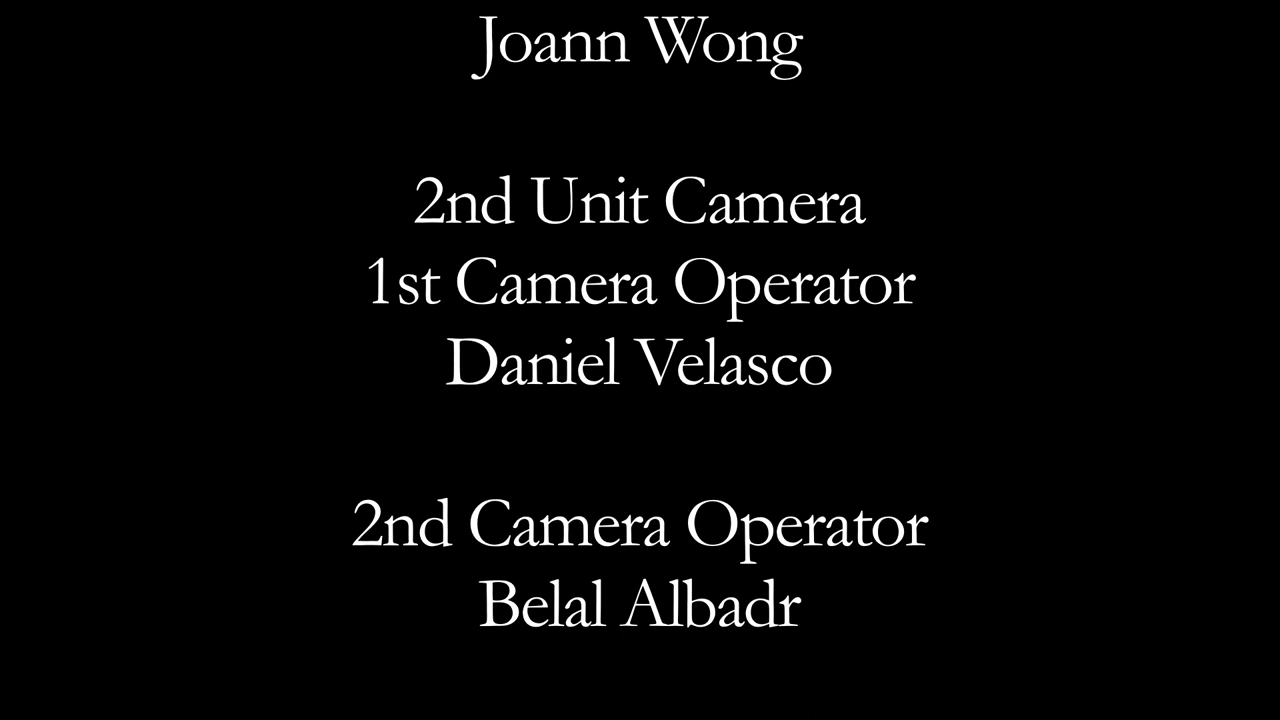 Joann Wong
2nd Unit Camera
1st Camera Operator
Daniel Velasco
2nd Camera Operator
Belal Albadr